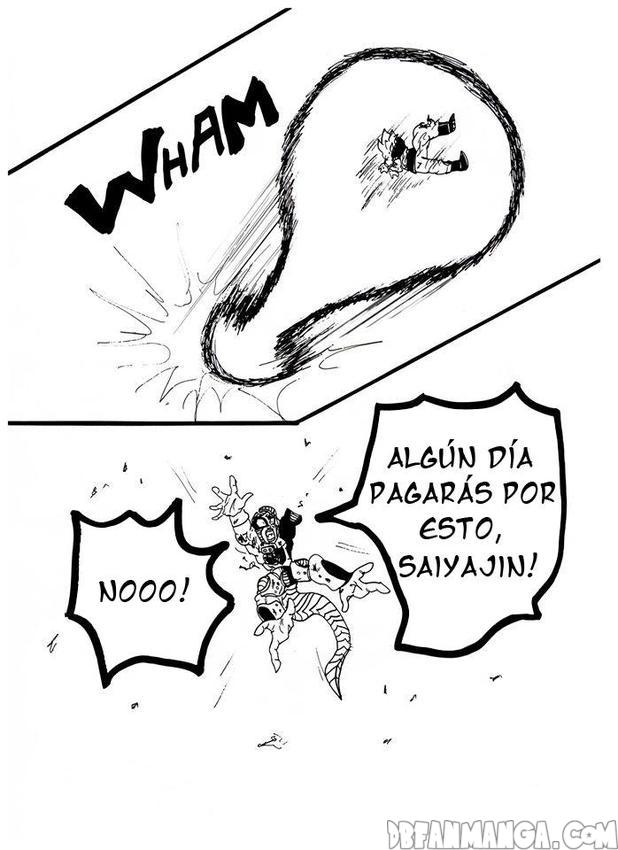 WHAM
ALGÚN DÍA
PAGARÁS POR
ESTO,
SAIYAJIN!
NOOO!
DBFANMANGA.COM